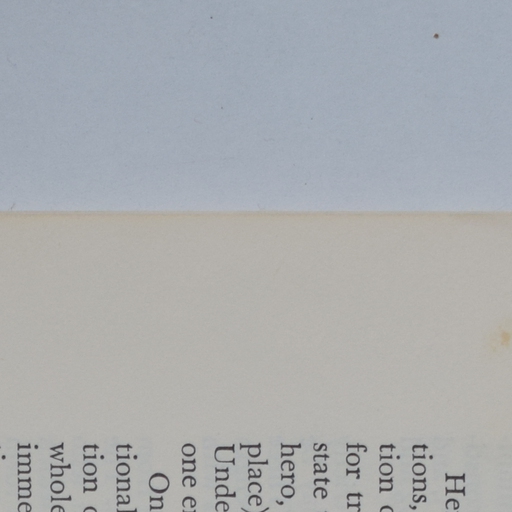 He
tions,
tion
for tr
state
hero,
place)
Unde
one
On
tional
tion
whole
imme